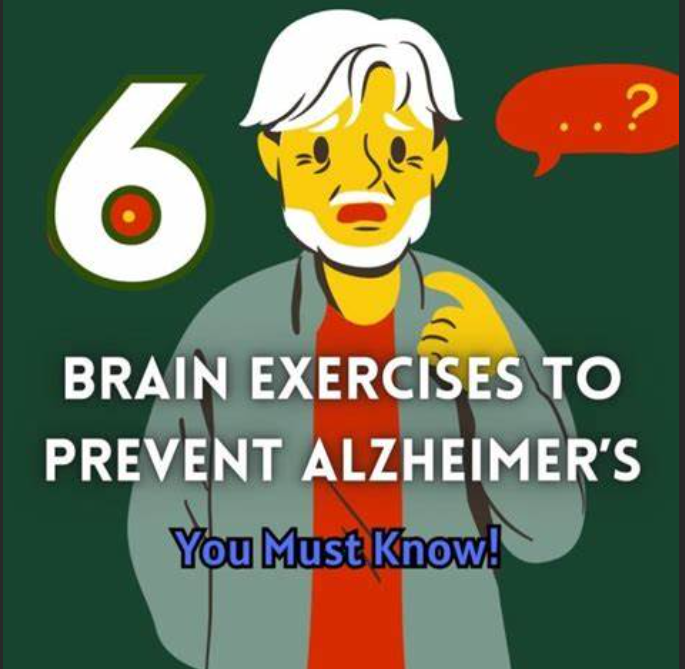 6
. . ?
BRAIN EXERCISES TO
PREVENT ALZHEIMER'S
You Must Know!